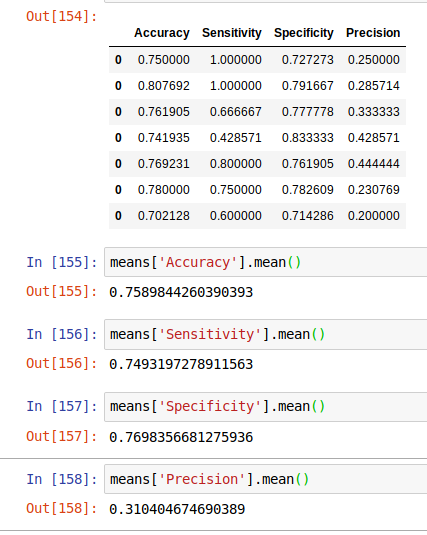 Out[154]:
Accuracy Sensitivity Specificity Precision
0 0.750000 1.000000 0.727273 0.250000
0 0.807692 1.000000 0.791667 0.285714
0 0.761905 0.666667 0.777778 0.333333
0 0.741935 0.428571 0.833333 0.428571
0 0.769231 0.800000 0.761905 0.444444
0 0.780000 0.750000 0.782609 0.230769
0 0.702128 0.600000 0.714286 0.200000
In [155]: means['Accuracy'].mean()
Out[155]: 0.7589844260390393
In [156]: means['Sensitivity'].mean()
Out[156]: 0.7493197278911563
In [157]: means['Specificity'].mean()
Out[157]: 0.7698356681275936
In [158]: means['Precision'].mean()
Out[158]: 0.310404674690389